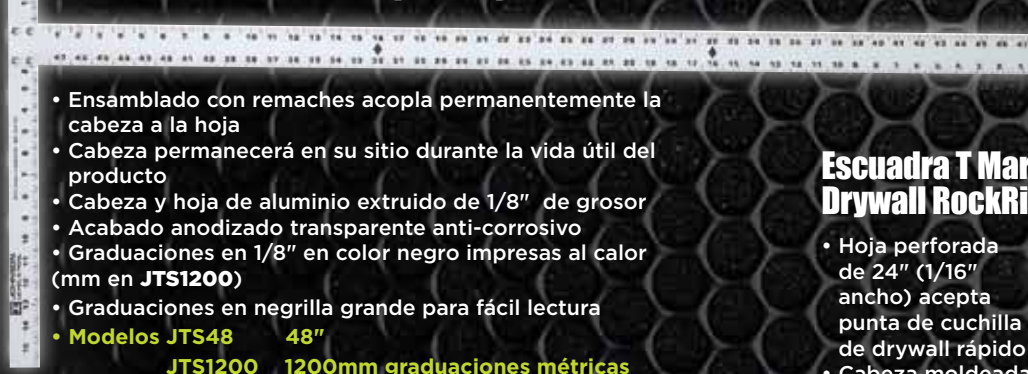 • Ensamblado con remaches acopla permanentemente la
cabeza a la hoja
• Cabeza permanecerá en su sitio durante la vida útil del
producto
• Cabeza y hoja de aluminio extruido de 1/8" de grosor
• Acabado anodizado transparente anti-corrosivo
• Graduaciones en 1/8" en color negro impresas al calor
(mm en JTS1200)
• Graduaciones en negrilla grande para fácil lectura
• Modelos JTS48 48"
JTS1200 1200mm graduaciones métricas
Escuadra T Mar
Drywall RockRi
• Hoja perforada
de 24" (1/16"
ancho) acepta
punta de cuchilla
de drywall rápido
• Cabeza moldeada